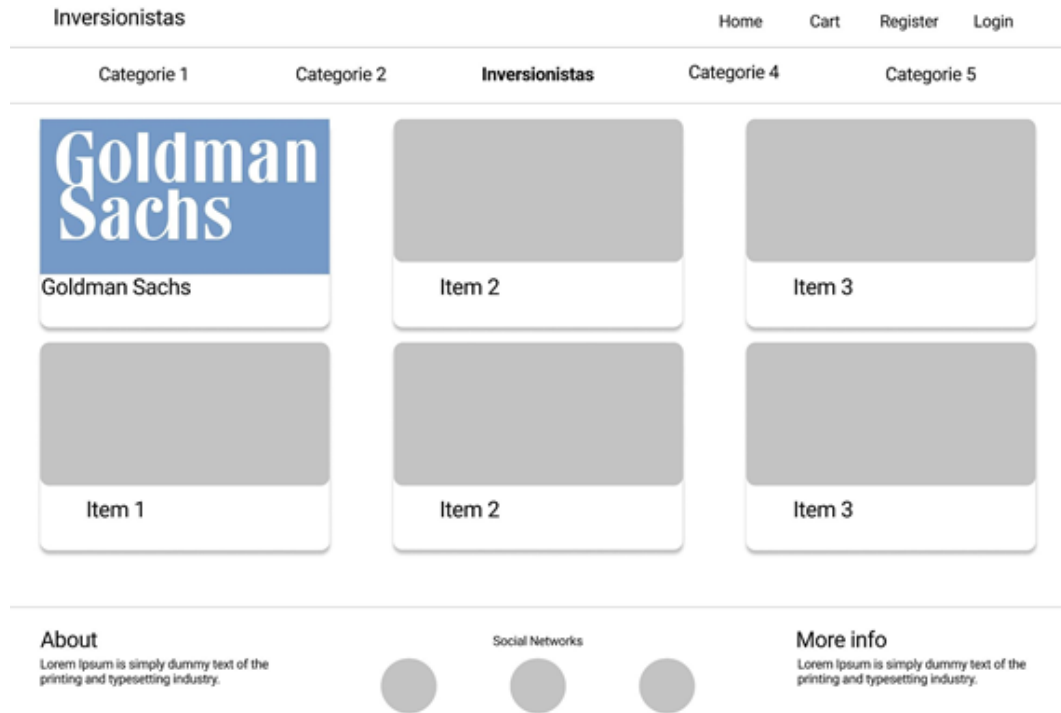 Inversionistas
Home Cart Register Login
Categorie 1 Categorie 2 Inversionistas Categorie 4 Categorie 5
Goldman
Sachs
Goldman Sachs
Item 2
Item 3
Item 1
Item 2
Item 3
About
Lorem Ipsum is simply dummy text of the
printing and typesetting industry.
Social Networks
More info
Lorem Ipsum is simply dummy text of the
printing and typesetting industry.